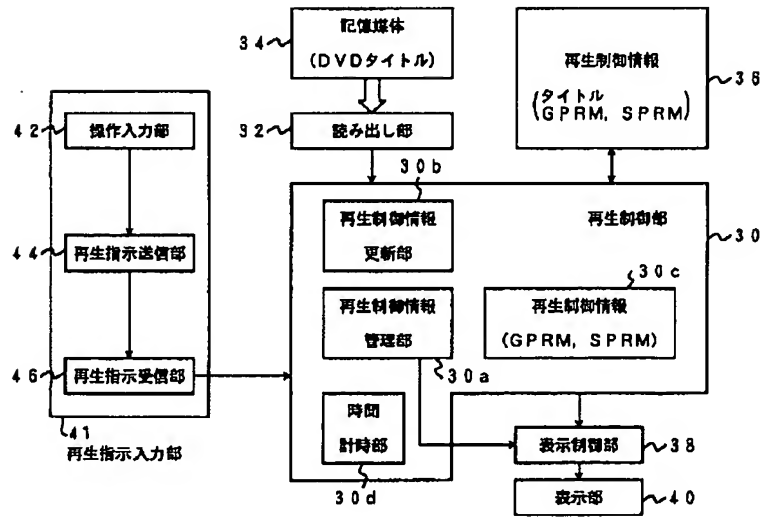 34
記憶媒体
(DVDタイトル)
再生制御情報
(タイトル
GPRM, SPRM)
36
42
操作入力部
32
読み出し部
30b
再生制御情報
更新部
再生制御部
30
44
再生指示送信部
30c
再生制御情報
管理部
再生制御情報
(GPRM, SPRM)
46
再生指示受信部
30a
41
再生指示入力部
時間
計時部
30d
表示制御部
38
表示部
40